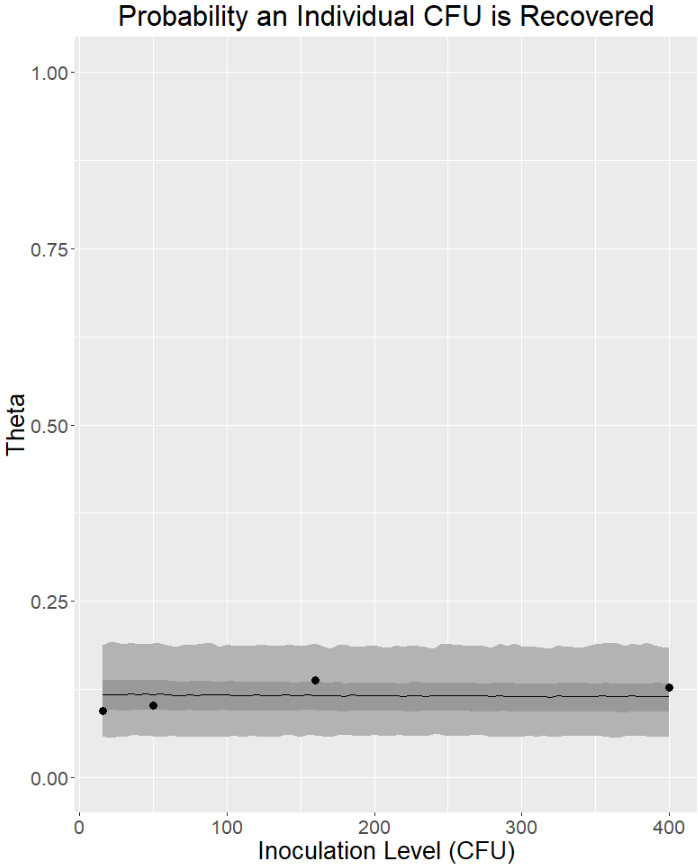 Probability an Individual CFU is Recovered
1.00
0.75
0.50
0.25
0.00
Theta
0 100 200 300 400
Inoculation Level (CFU)